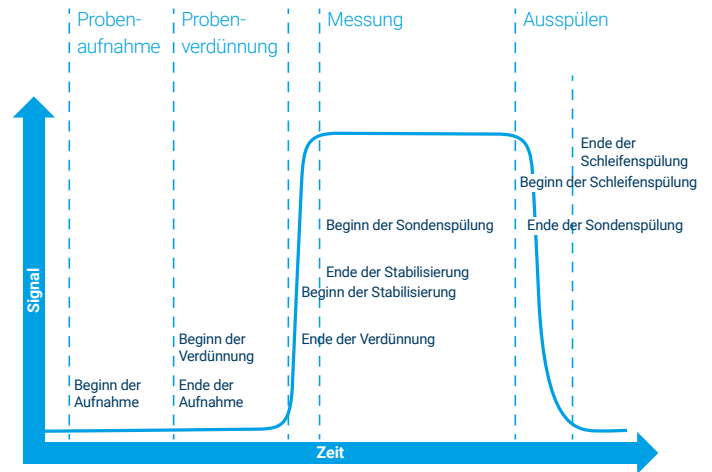 Proben-
aufnahme
Proben-
verdünnung
Messung
Ausspülen
Ende der
Schleifenspülung
Beginn der Schleifenspülung
Beginn der Sondenspülung
Ende der Sondenspülung
Ende der Stabilisierung
Beginn der Stabilisierung
Beginn der
Verdünnung
Ende der Verdünnung
Beginn der
Aufnahme
Ende der
Aufnahme
Signal
Zeit